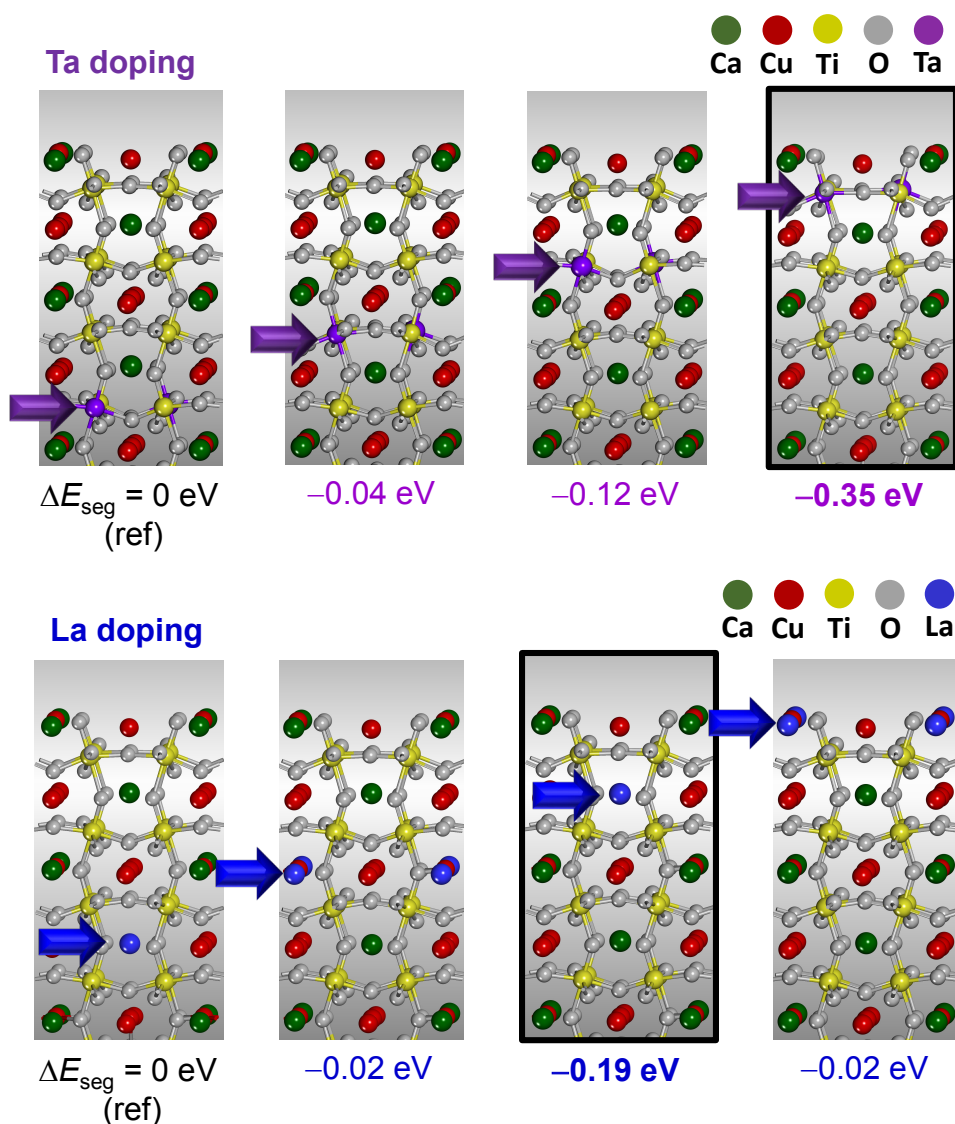 Ta doping
Ca Cu Ti O Ta
ΔEseg = 0 eV
(ref)
–0.04 eV
–0.12 eV
–0.35 eV
La doping
Ca Cu Ti O La
ΔEseg = 0 eV
(ref)
–0.02 eV
–0.19 eV
–0.02 eV